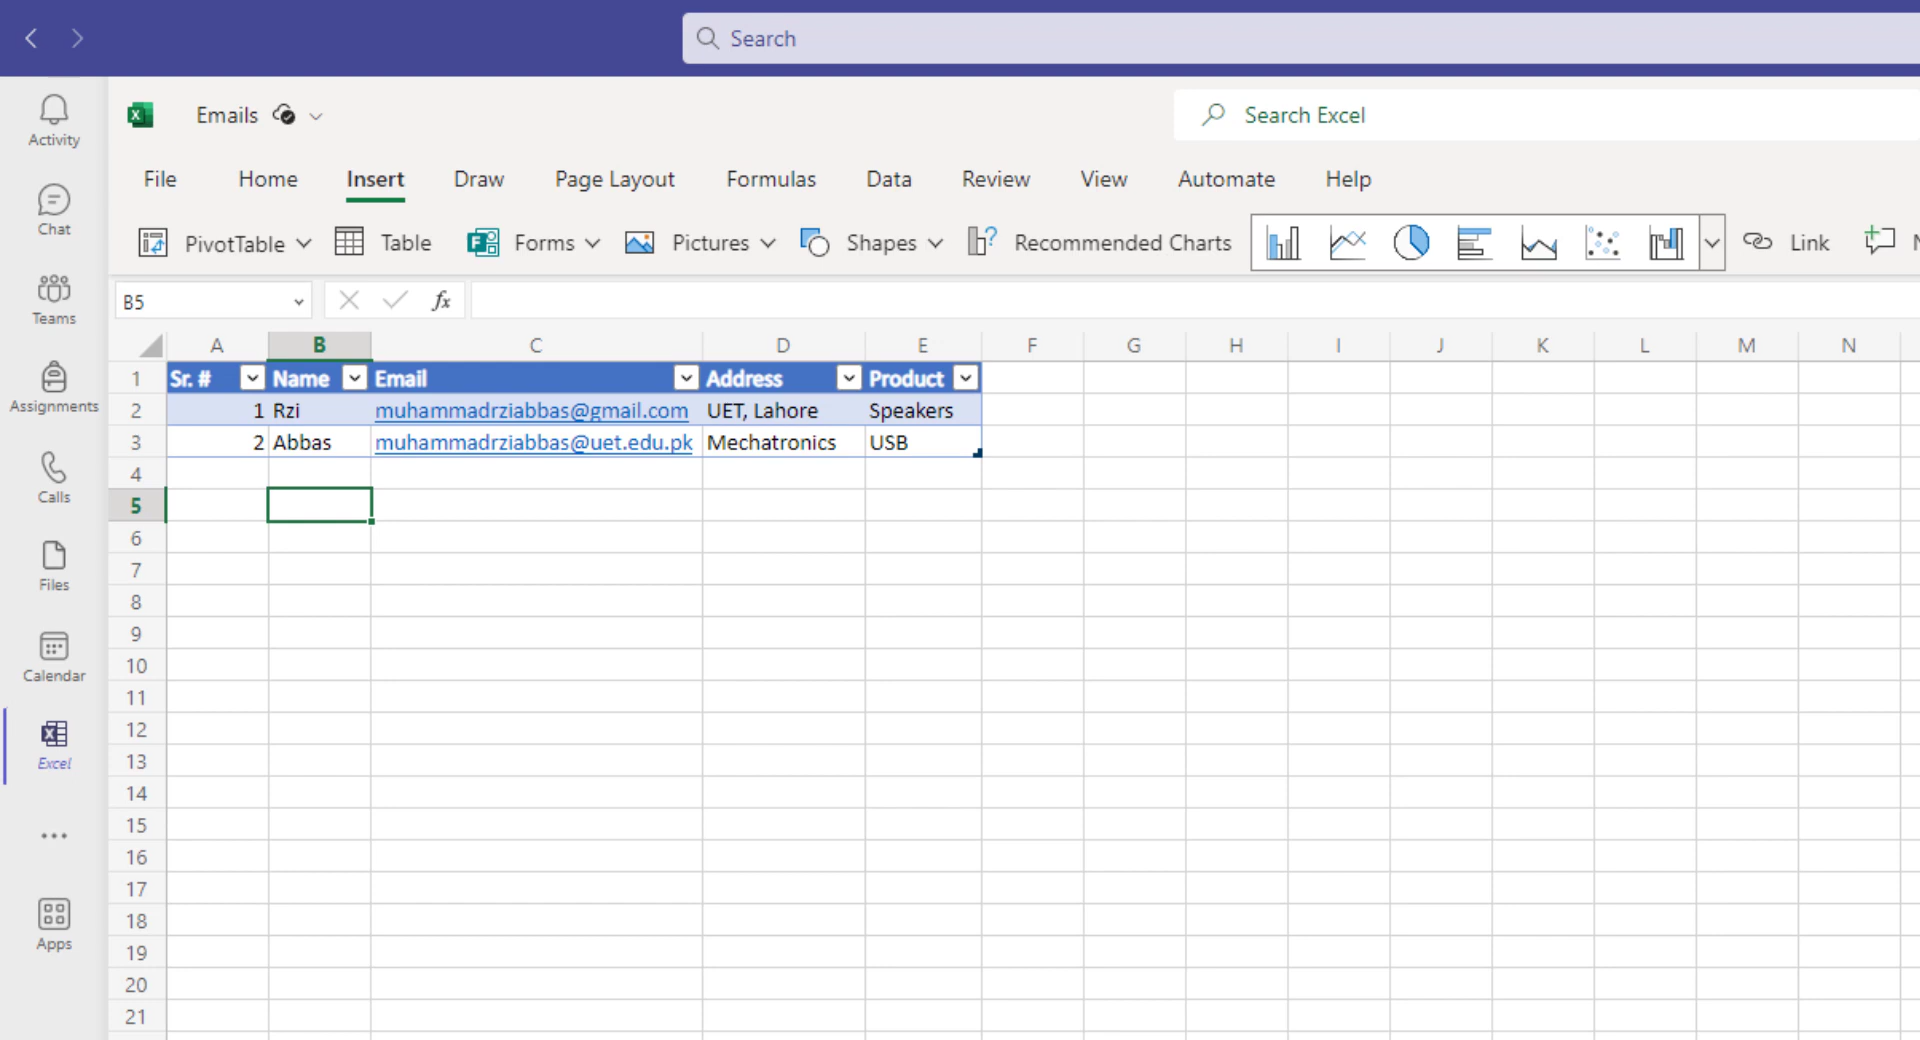 Search
Activity
Chat
Teams
Assignments
Calls
Files
Calendar
Excel
Apps
Emails
Search Excel
File Home Insert Draw Page Layout Formulas Data Review View Automate Help
PivotTable Table Forms Pictures Shapes Recommended Charts Link
B5 fx
A B C D E F G H I J K L M N
1 Sr. # Name Email Address Product
2 1 Rzi muhammadrziabbas@gmail.com UET, Lahore Speakers
3 2 Abbas muhammadrziabbas@uet.edu.pk Mechatronics USB
4
5
6
7
8
9
10
11
12
13
14
15
16
17
18
19
20
21